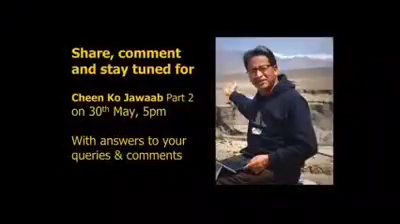 Share, comment
and stay tuned for
Cheen Ko Jawaab Part 2
on 30th May, 5pm
With answers to your
queries & comments